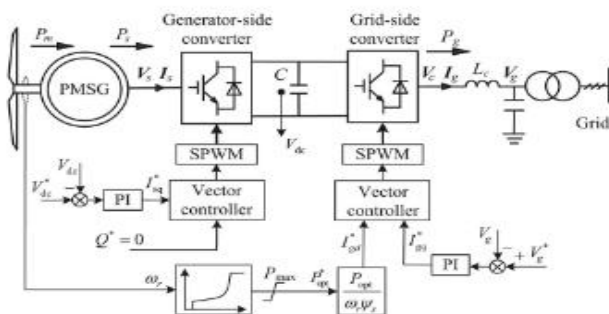 Generator-side
converter
Grid-side
converter
P_m
P_s
P_g
PMSG
V_s I_s
C
V_c I_g
L_c
V_g
V_dc
Grid
SPWM
SPWM
V_dc
V*_dc
−
PI
I*_sq
Vector
controller
Vector
controller
Q* = 0
I*_gd
V_g
−
+ V*_g
PI
ω_r
P_max
P*_opt
P_opt
ω_r ψ_s